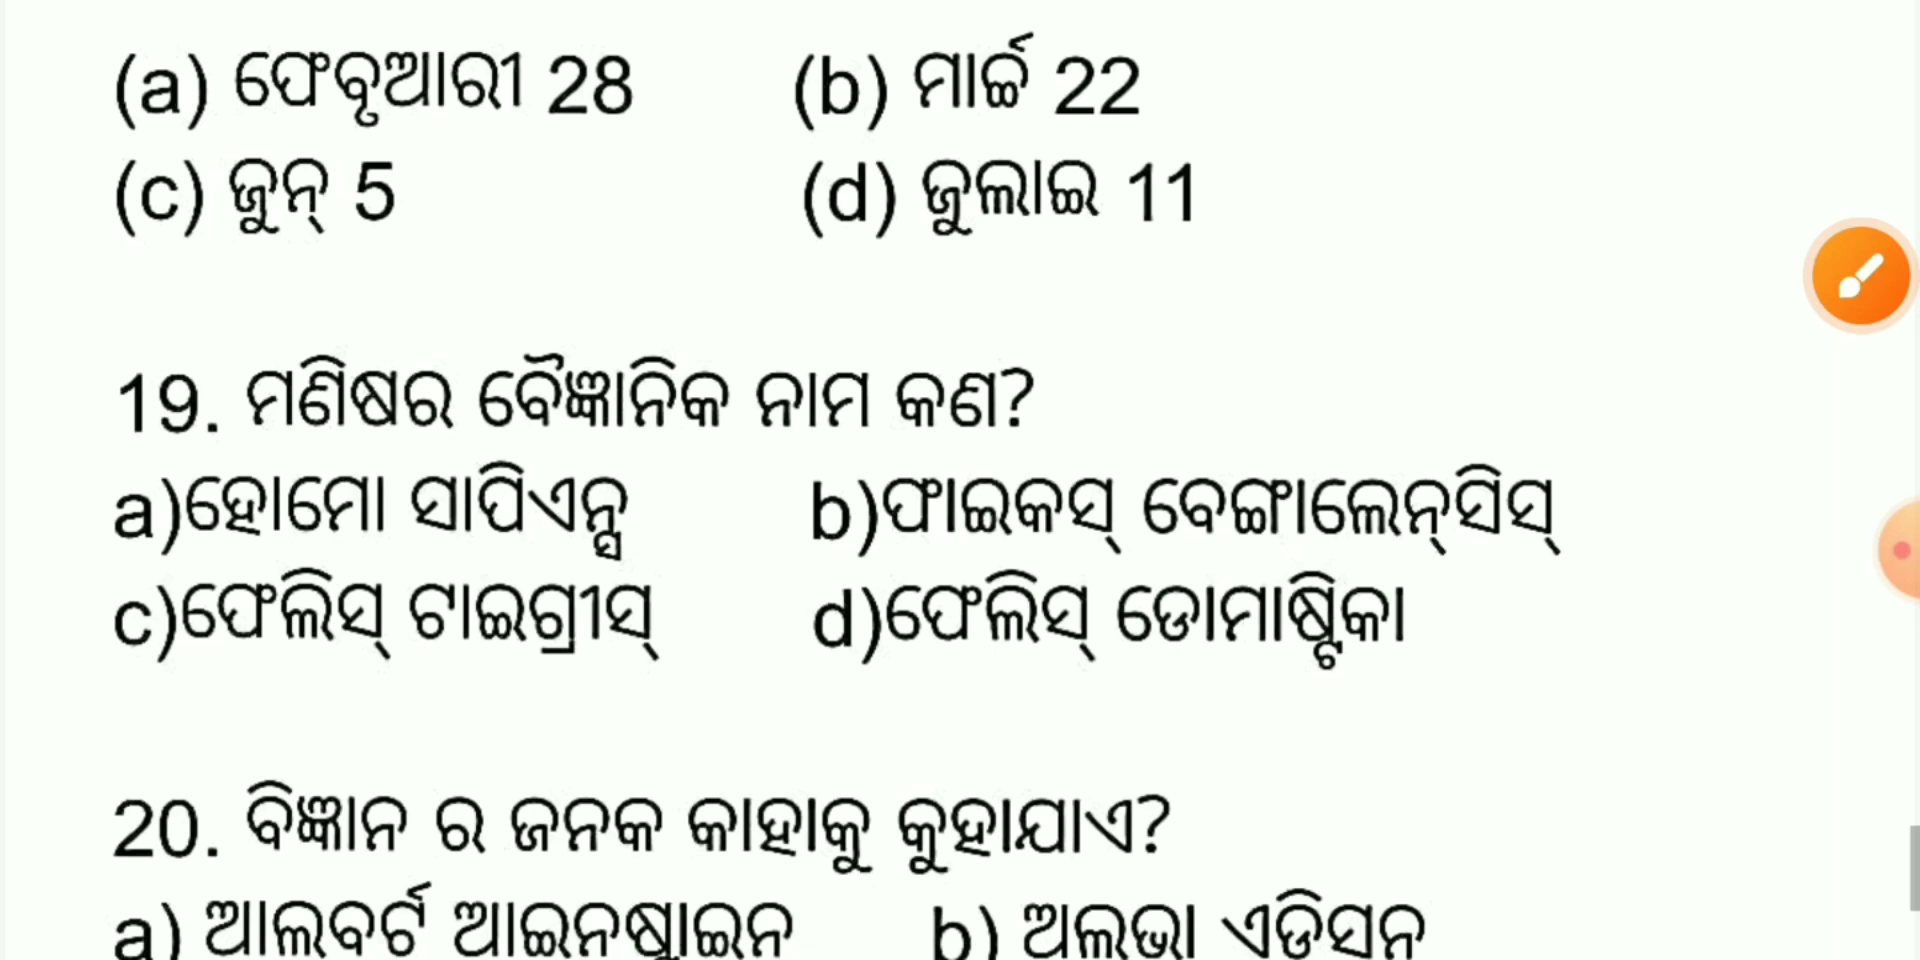 (a) ଫେବୃଆରୀ 28 (b) ମାର୍ଚ୍ଚ 22
(c) ଜୁନ୍ 5 (d) ଜୁଲାଇ 11
19. ମଣିଷର ବୈଜ୍ଞାନିକ ନାମ କଣ?
a)ହୋମୋ ସାପିଏନ୍ସ b)ଫାଇକସ୍ ବେଙ୍ଗାଲେନ୍‌ସିସ୍
c)ଫେଲିସ୍ ଟାଇଗ୍ରୀସ୍ d)ଫେଲିସ୍ ଡୋମାଷ୍ଟିକା
20. ବିଜ୍ଞାନ ର ଜନକ କାହାକୁ କୁହାଯାଏ?
a) ଆଲବର୍ଟ ଆଇନଷ୍ଟାଇନ b) ଅଲଭା ଏଡିସନ